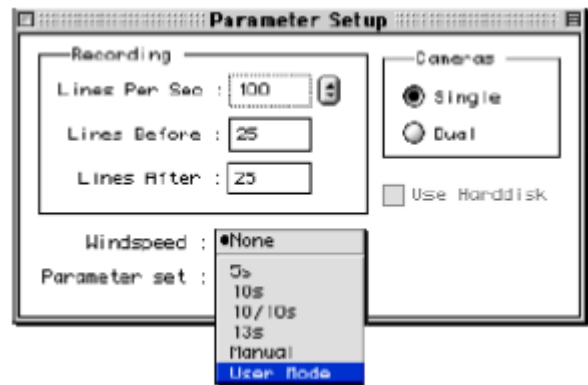 Parameter Setup
Recording
Lines Per Sec : 100
Lines Before : 25
Lines After : 25
Cameras
Single
Dual
Use Harddisk
Windspeed : None
Parameter set :
5s
10s
10/10s
13s
Manual
User Mode